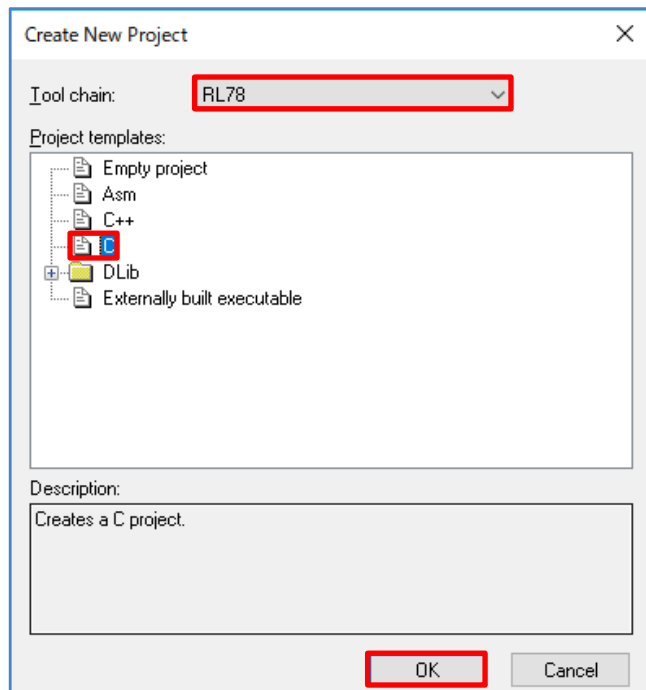 Create New Project
Tool chain: RL78
Project templates:
Empty project
Asm
C++
C
DLib
Externally built executable
Description:
Creates a C project.
OK Cancel